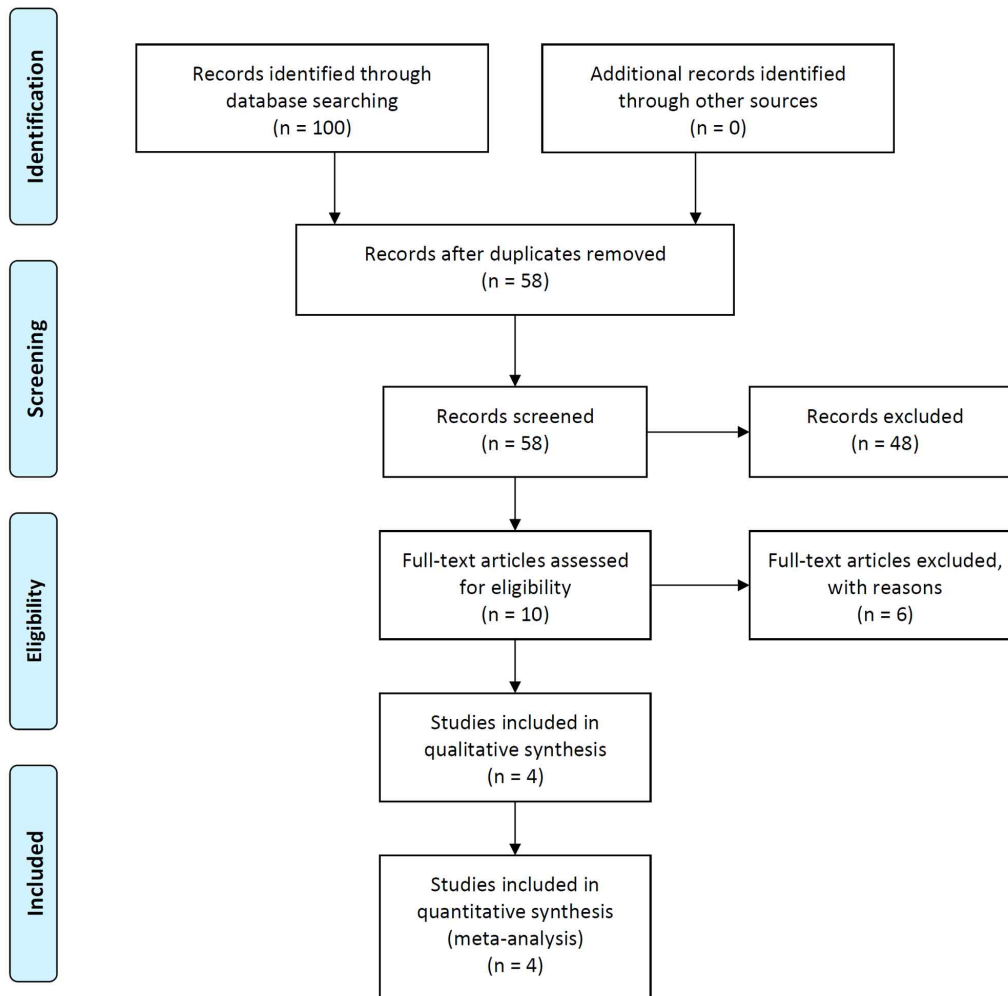 Identification
Records identified through
database searching
(n = 100)
Additional records identified
through other sources
(n = 0)
Screening
Records after duplicates removed
(n = 58)
Records screened
(n = 58)
Records excluded
(n = 48)
Eligibility
Full-text articles assessed
for eligibility
(n = 10)
Full-text articles excluded,
with reasons
(n = 6)
Studies included in
qualitative synthesis
(n = 4)
Included
Studies included in
quantitative synthesis
(meta-analysis)
(n = 4)